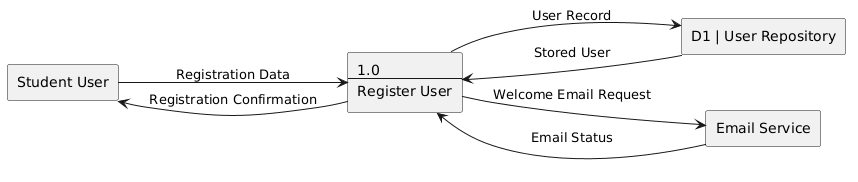 Student User
Registration Data
Registration Confirmation
1.0
Register User
User Record
Stored User
Welcome Email Request
Email Status
D1 | User Repository
Email Service